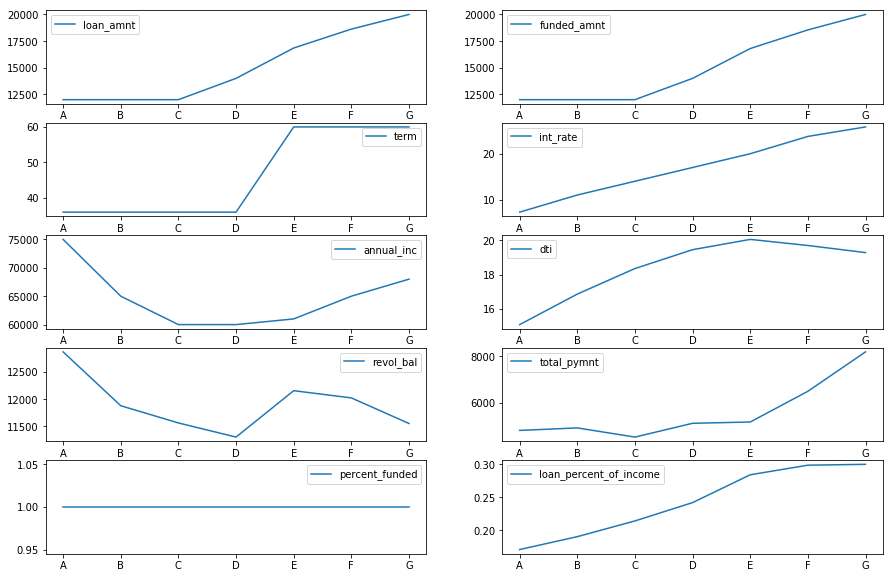 20000
17500
15000
12500
loan_amnt
A B C D E F G
20000
17500
15000
12500
funded_amnt
A B C D E F G
60
50
40
term
A B C D E F G
20
10
int_rate
A B C D E F G
75000
70000
65000
60000
annual_inc
A B C D E F G
20
18
16
dti
A B C D E F G
12500
12000
11500
revol_bal
A B C D E F G
8000
6000
total_pymnt
A B C D E F G
1.05
1.00
0.95
percent_funded
A B C D E F G
0.30
0.25
0.20
loan_percent_of_income
A B C D E F G